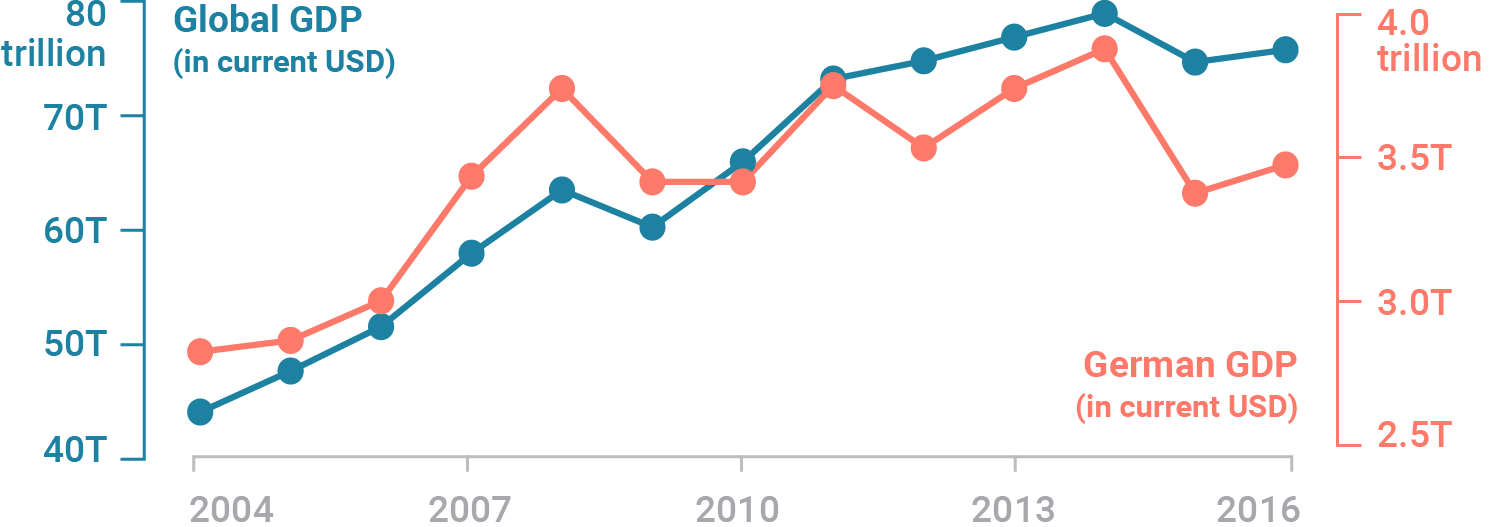 80
trillion
70T
60T
50T
40T
Global GDP
(in current USD)
4.0
trillion
3.5T
3.0T
2.5T
German GDP
(in current USD)
2004
2007
2010
2013
2016